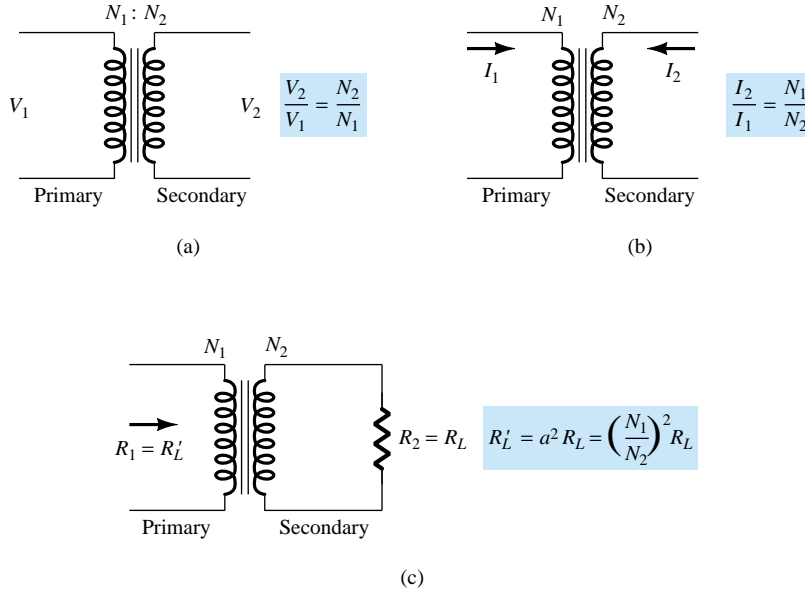 N₁ : N₂
V₁
V₂
V₂/V₁ = N₂/N₁
Primary
Secondary
(a)
N₁
N₂
I₁
I₂
I₂/I₁ = N₁/N₂
Primary
Secondary
(b)
N₁
N₂
R₁ = R′L
R₂ = RL
R′L = a² RL = (N₁/N₂)² RL
Primary
Secondary
(c)